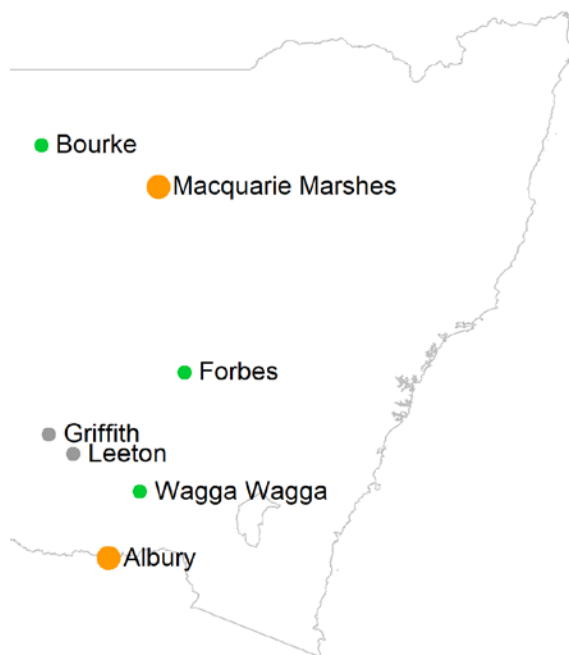 Bourke
Macquarie Marshes
Forbes
Griffith
Leeton
Wagga Wagga
Albury